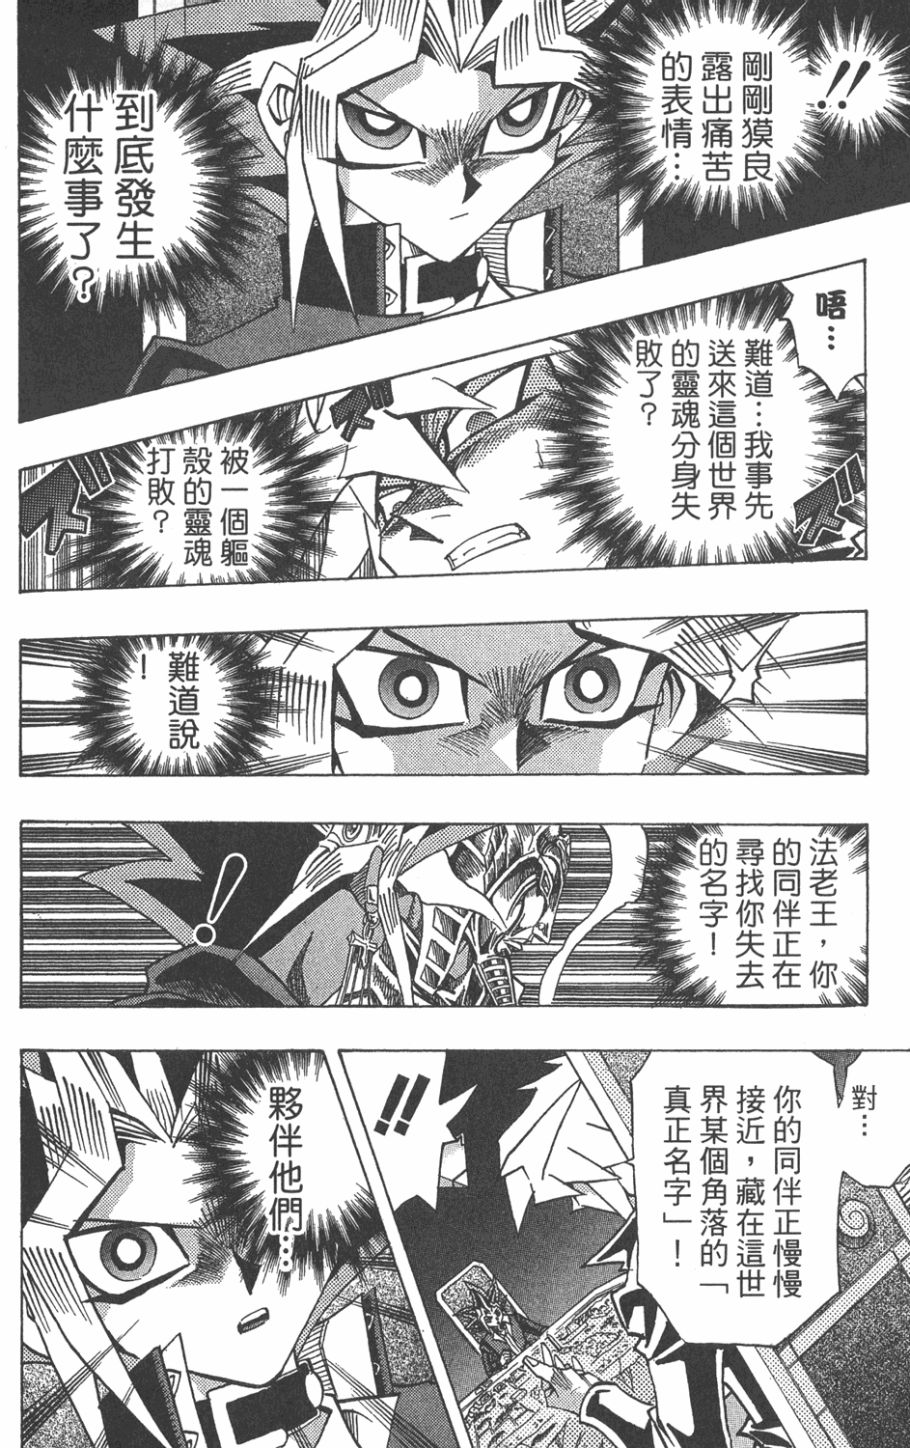 !!
剛剛獏良
露出痛苦
的表情…
到底發生
什麼事了?
唔…
難道…我事先
送來這個世界
的靈魂分身失
敗了?
被一個軀
殼的靈魂
打敗?
難道說
!
法老王，你
的同伴正在
尋找你失去
的名字!
!
對…
你的同伴正慢慢
接近，藏在這世
界某個角落的「
真正名字」!
!!
夥伴他們…